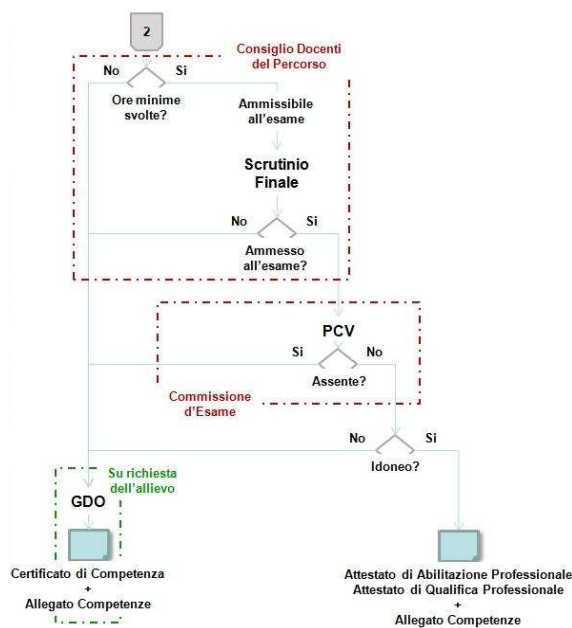 2
Consiglio Docenti
del Percorso
No
Si
Ore minime
svolte?
Ammissibile
all'esame
Scrutinio
Finale
No
Si
Ammesso
all'esame?
PCV
Si
No
Assente?
Commissione
d'Esame
No
Si
Idoneo?
Su richiesta
dell'allievo
GDO
Certificato di Competenza
+
Allegato Competenze
Attestato di Abilitazione Professionale
Attestato di Qualifica Professionale
+
Allegato Competenze